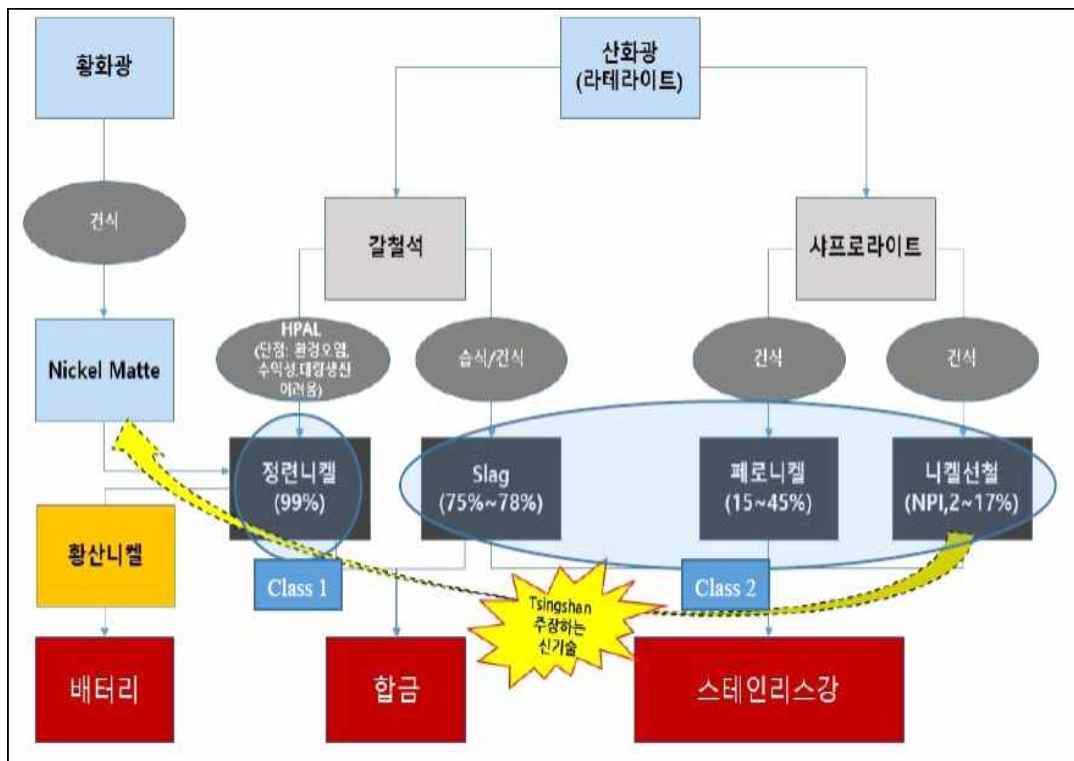 황화광
산화광
(라테라이트)
건식
갈철석
샤프로라이트
Nickel Matte
HPAL
(단점: 환경오염,
수익성,대량생산
어려움)
습식/건식
건식
건식
정련니켈
(99%)
Slag
(75%~78%)
페로니켈
(15~45%)
니켈선철
(NPI,2~17%)
황산니켈
Class 1
Class 2
Tsingshan
주장하는
신기술
배터리
합금
스테인리스강